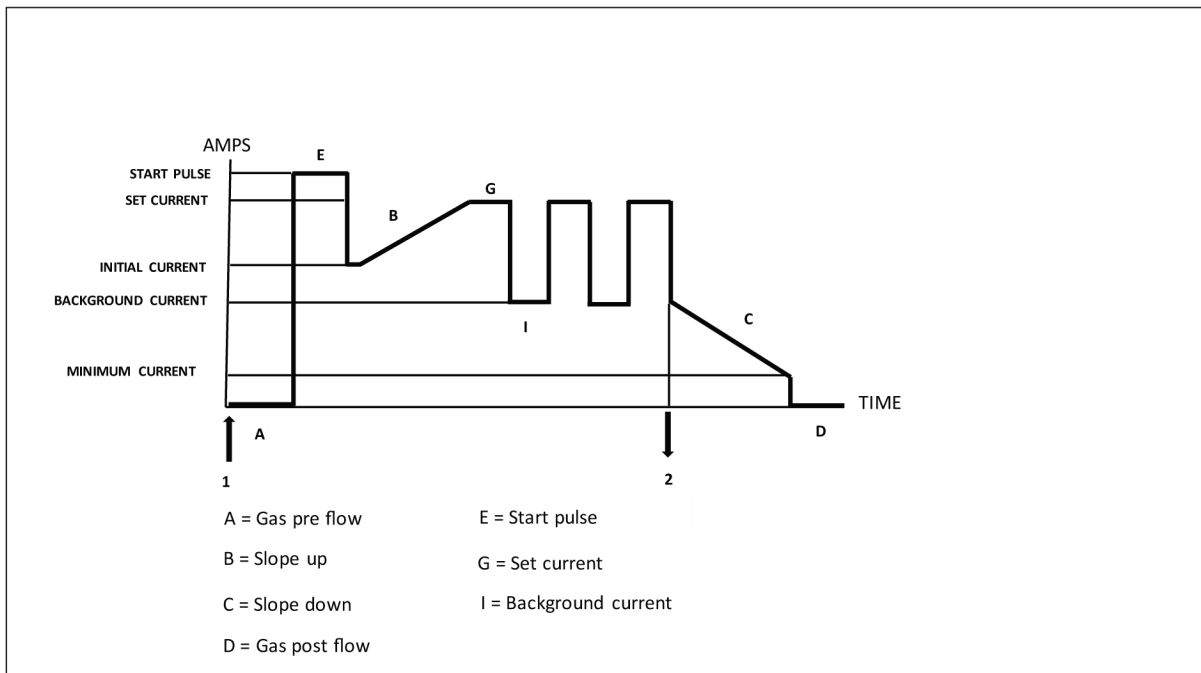 AMPS
E
START PULSE
G
SET CURRENT
B
INITIAL CURRENT
BACKGROUND CURRENT
I
C
MINIMUM CURRENT
TIME
A
D
1
2
A = Gas pre flow
E = Start pulse
B = Slope up
G = Set current
C = Slope down
I = Background current
D = Gas post flow